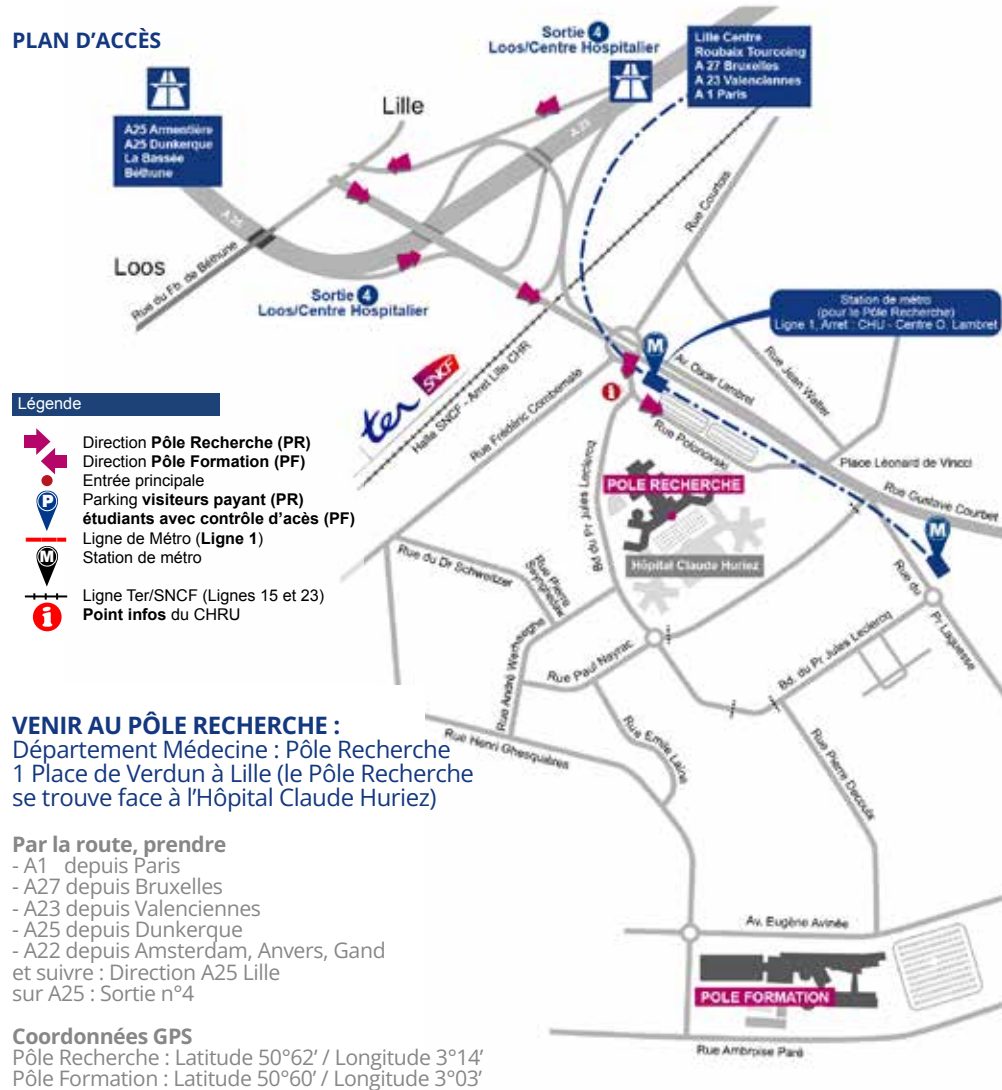 PLAN D'ACCÈS
Sortie 4
Loos/Centre Hospitalier
Lille Centre
Roubaix Tourcoing
A 27 Bruxelles
A 23 Valenciennes
A 1 Paris
A25 Armentière
A25 Dunkerque
La Bassée
Béthune
Lille
A 25
A 25
Rue Courtois
Loos
Rue du Fb. de Béthune
Sortie 4
Loos/Centre Hospitalier
Station de métro
(pour le Pôle Recherche)
Ligne 1, Arret : CHU - Centre O. Lambret
M
Av. Oscar Lambret
Rue Jean Walter
ter SNCF
Halle SNCF - Arret Lille CHR
Rue Frédéric Combemale
i
Rue Polonovski
Place Léonard de Vincci
Rue Gustave Courbet
Légende
Direction Pôle Recherche (PR)
Direction Pôle Formation (PF)
Entrée principale
P
Parking visiteurs payant (PR)
étudiants avec contrôle d'acès (PF)
Ligne de Métro (Ligne 1)
M
Station de métro
Ligne Ter/SNCF (Lignes 15 et 23)
i
Point infos du CHRU
Bd du Pr Jules Leclercq
POLE RECHERCHE
Hôpital Claude Huriez
M
Rue du Dr Schweitzer
Rue Pierre
Rue du
Pr Laguesse
Rue André
Rue Paul Nayrac
Bd. du Pr Jules Leclercq
Rue Emile Laine
Rue Pierre Decoulx
Rue Henri Ghesquières
VENIR AU PÔLE RECHERCHE :
Département Médecine : Pôle Recherche
1 Place de Verdun à Lille (le Pôle Recherche
se trouve face à l'Hôpital Claude Huriez)
Par la route, prendre
- A1 depuis Paris
- A27 depuis Bruxelles
- A23 depuis Valenciennes
- A25 depuis Dunkerque
- A22 depuis Amsterdam, Anvers, Gand
et suivre : Direction A25 Lille
sur A25 : Sortie n°4
Av. Eugène Avinée
POLE FORMATION
Rue Ambroise Paré
Coordonnées GPS
Pôle Recherche : Latitude 50°62' / Longitude 3°14'
Pôle Formation : Latitude 50°60' / Longitude 3°03'